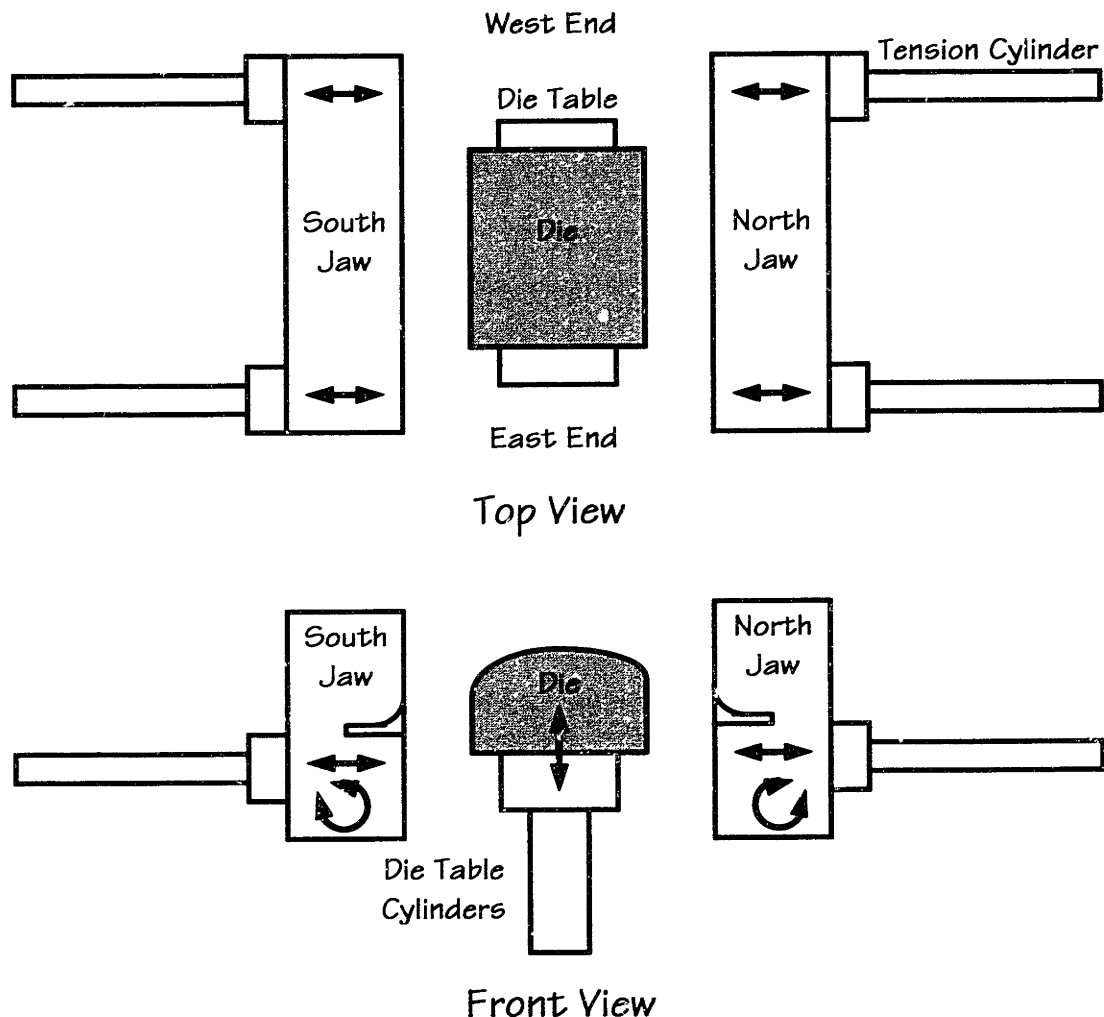 West End
Tension Cylinder
Die Table
South
Jaw
Die
North
Jaw
East End
Top View
South
Jaw
Die
North
Jaw
Die Table
Cylinders
Front View